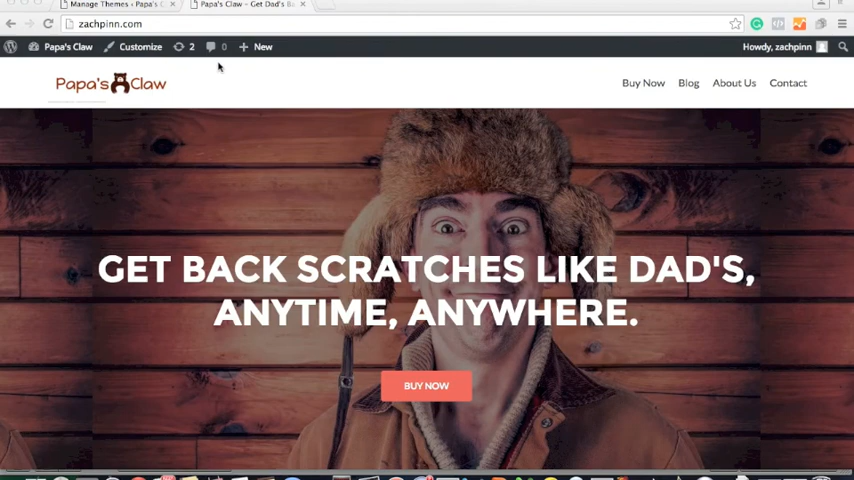 Manage Themes ‹ Papa's C
Papa's Claw – Get Dad's Ba
zachpinn.com
Papa's Claw
Customize
2
0
New
Howdy, zachpinn
Papa's Claw
Buy Now
Blog
About Us
Contact
GET BACK SCRATCHES LIKE DAD'S,
ANYTIME, ANYWHERE.
BUY NOW